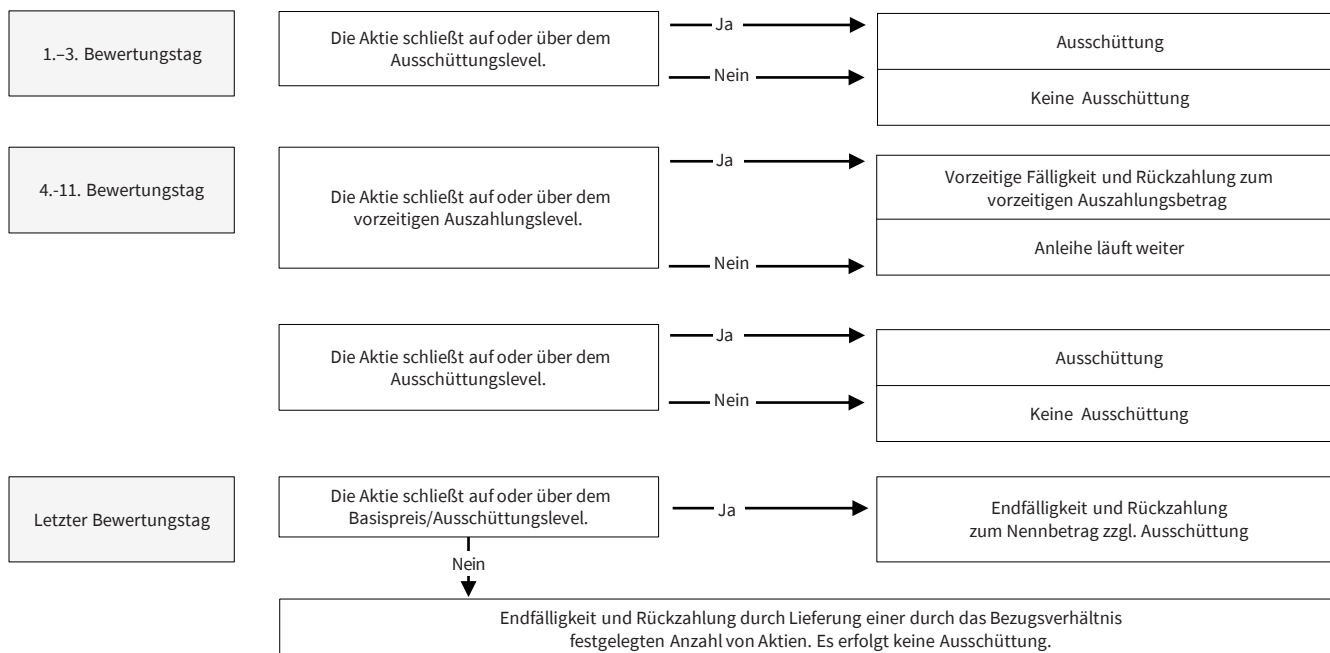 1.–3. Bewertungstag
Die Aktie schließt auf oder über dem
Ausschüttungslevel.
Ja
Nein
Ausschüttung
Keine Ausschüttung
4.-11. Bewertungstag
Die Aktie schließt auf oder über dem
vorzeitigen Auszahlungslevel.
Ja
Nein
Vorzeitige Fälligkeit und Rückzahlung zum
vorzeitigen Auszahlungsbetrag
Anleihe läuft weiter
Die Aktie schließt auf oder über dem
Ausschüttungslevel.
Ja
Nein
Ausschüttung
Keine Ausschüttung
Letzter Bewertungstag
Die Aktie schließt auf oder über dem
Basispreis/Ausschüttungslevel.
Ja
Endfälligkeit und Rückzahlung
zum Nennbetrag zzgl. Ausschüttung
Nein
Endfälligkeit und Rückzahlung durch Lieferung einer durch das Bezugsverhältnis
festgelegten Anzahl von Aktien. Es erfolgt keine Ausschüttung.